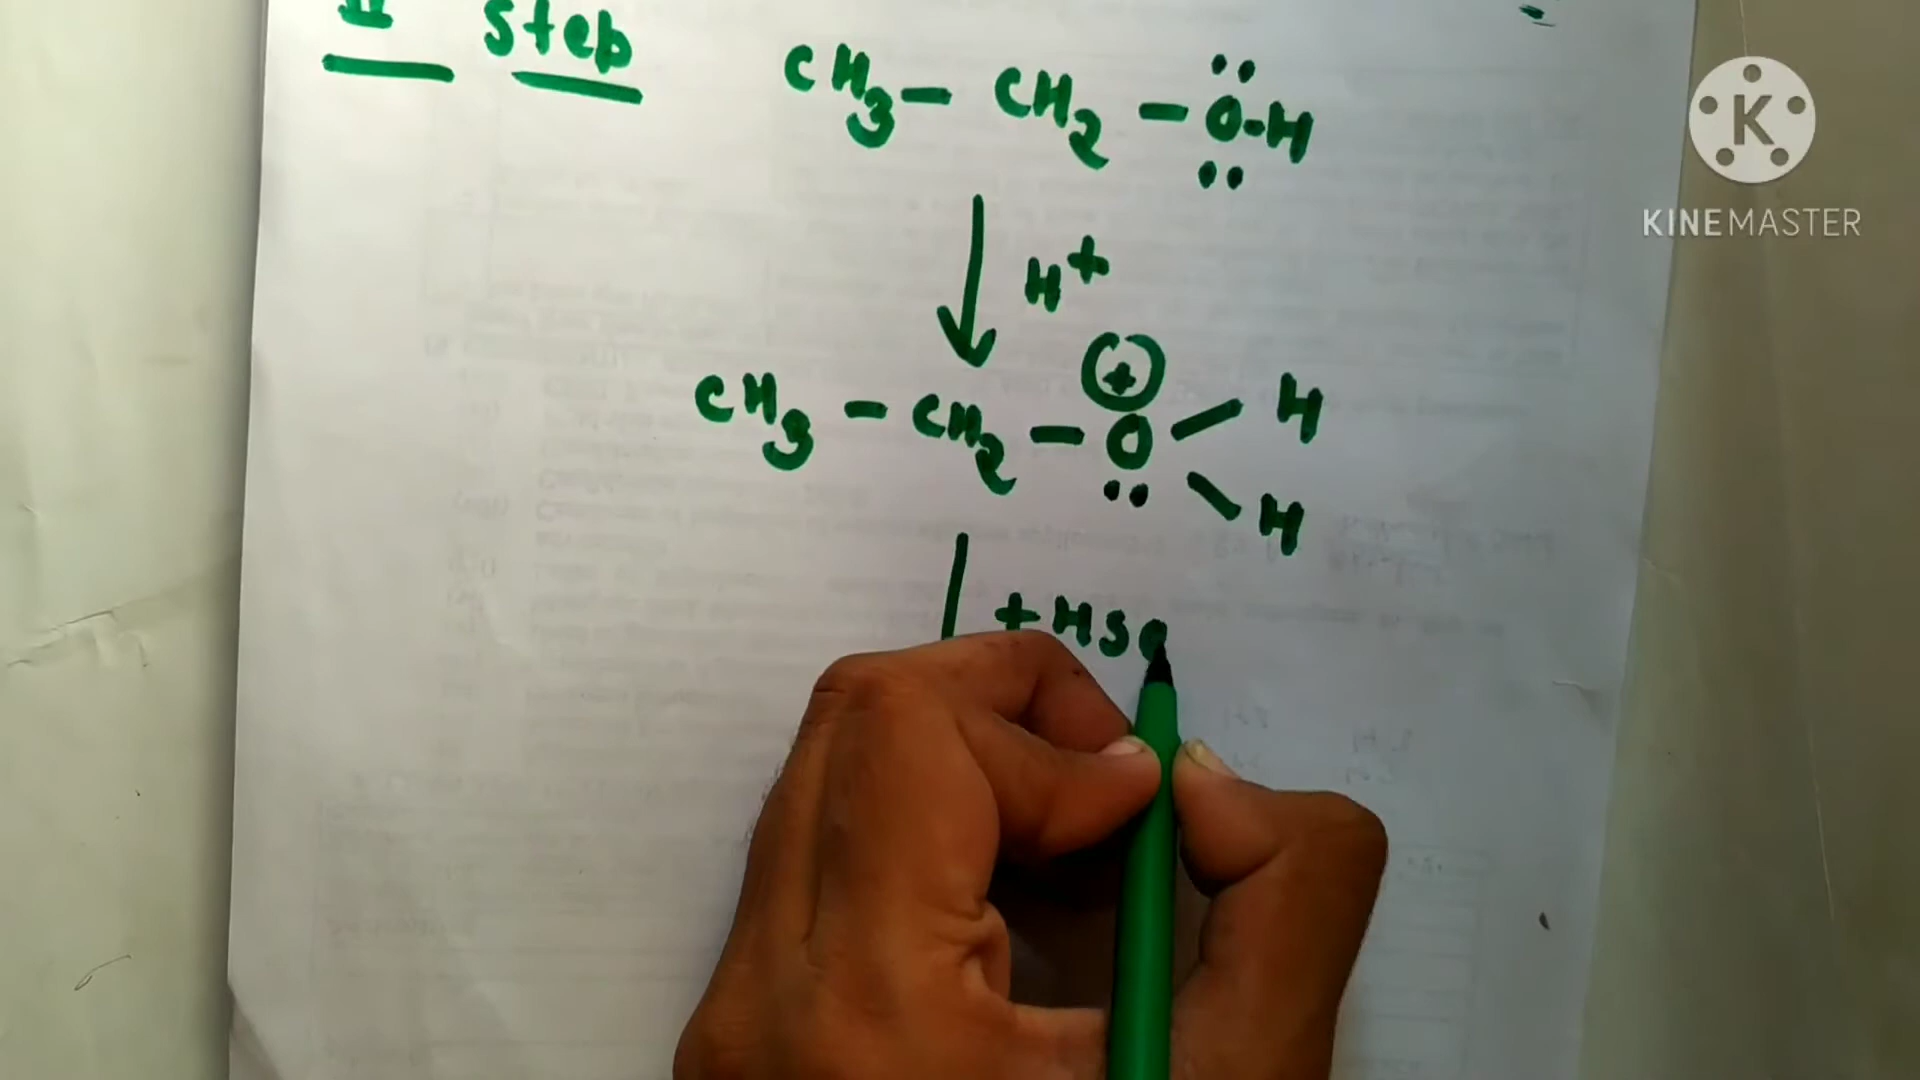 II step
CH3 - CH2 - O-H
H+
CH3 - CH2 - O
+
H
H
+ HSO
K
KINEMASTER